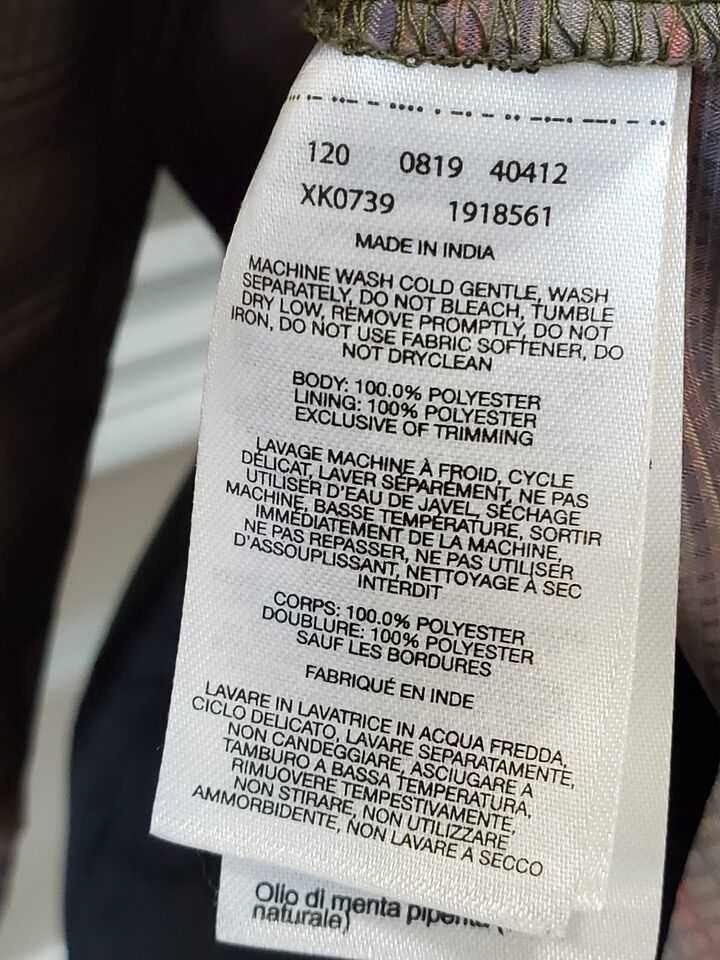 120 0819 40412
XK0739 1918561
MADE IN INDIA
MACHINE WASH COLD GENTLE, WASH
SEPARATELY, DO NOT BLEACH, TUMBLE
DRY LOW, REMOVE PROMPTLY, DO NOT
IRON, DO NOT USE FABRIC SOFTENER, DO
NOT DRYCLEAN
BODY: 100.0% POLYESTER
LINING: 100% POLYESTER
EXCLUSIVE OF TRIMMING
LAVAGE MACHINE À FROID, CYCLE
DÉLICAT, LAVER SÉPARÉMENT, NE PAS
UTILISER D'EAU DE JAVEL, SÉCHAGE
MACHINE, BASSE TEMPÉRATURE, SORTIR
IMMÉDIATEMENT DE LA MACHINE,
NE PAS REPASSER, NE PAS UTILISER
D'ASSOUPLISSANT, NETTOYAGE À SEC
INTERDIT
CORPS: 100.0% POLYESTER
DOUBLURE: 100% POLYESTER
SAUF LES BORDURES
FABRIQUÉ EN INDE
LAVARE IN LAVATRICE IN ACQUA FREDDA,
CICLO DELICATO, LAVARE SEPARATAMENTE,
NON CANDEGGIARE, ASCIUGARE A
TAMBURO A BASSA TEMPERATURA,
RIMUOVERE TEMPESTIVAMENTE,
NON STIRARE, NON UTILIZZARE
AMMORBIDENTE, NON LAVARE A SECCO
Olio di menta piperita
naturale)